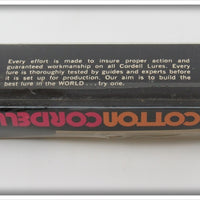 Every effort is made to insure proper action and
guaranteed workmanship on all Cordell Lures. Every
lure is thoroughly tested by guides and experts before
it is set up for production. Our aim is to build the
best lure in the WORLD . . . try one.
COTTON CORDELL